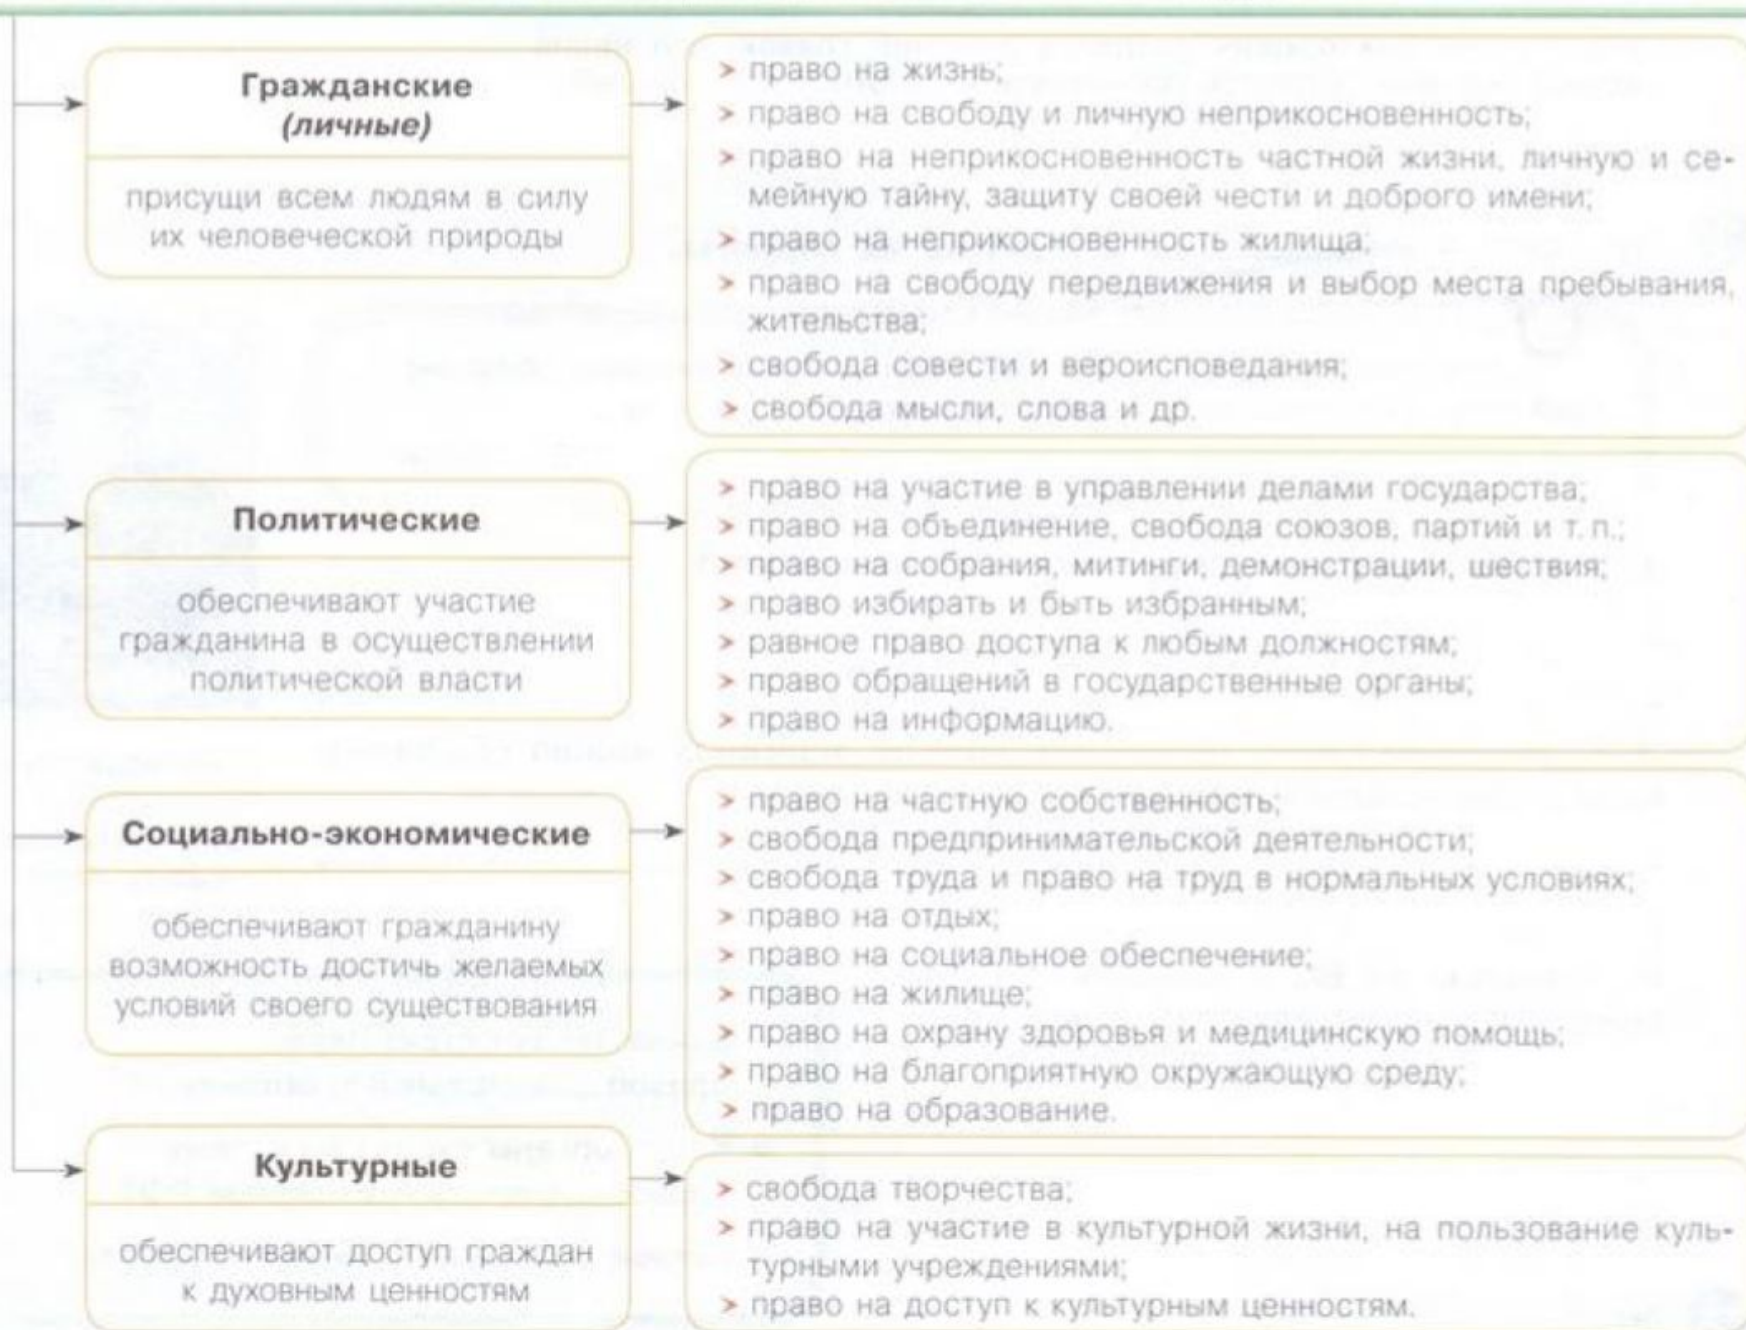 Гражданские
(личные)
присущи всем людям в силу
их человеческой природы
> право на жизнь;
> право на свободу и личную неприкосновенность;
> право на неприкосновенность частной жизни, личную и се-
мейную тайну, защиту своей чести и доброго имени;
> право на неприкосновенность жилища;
> право на свободу передвижения и выбор места пребывания,
жительства;
> свобода совести и вероисповедания;
> свобода мысли, слова и др.
Политические
обеспечивают участие
гражданина в осуществлении
политической власти
> право на участие в управлении делами государства;
> право на объединение, свобода союзов, партий и т. п.;
> право на собрания, митинги, демонстрации, шествия;
> право избирать и быть избранным;
> равное право доступа к любым должностям;
> право обращений в государственные органы;
> право на информацию.
Социально-экономические
обеспечивают гражданину
возможность достичь желаемых
условий своего существования
> право на частную собственность;
> свобода предпринимательской деятельности;
> свобода труда и право на труд в нормальных условиях;
> право на отдых;
> право на социальное обеспечение;
> право на жилище;
> право на охрану здоровья и медицинскую помощь;
> право на благоприятную окружающую среду;
> право на образование.
Культурные
обеспечивают доступ граждан
к духовным ценностям
> свобода творчества;
> право на участие в культурной жизни, на пользование куль-
турными учреждениями;
> право на доступ к культурным ценностям.